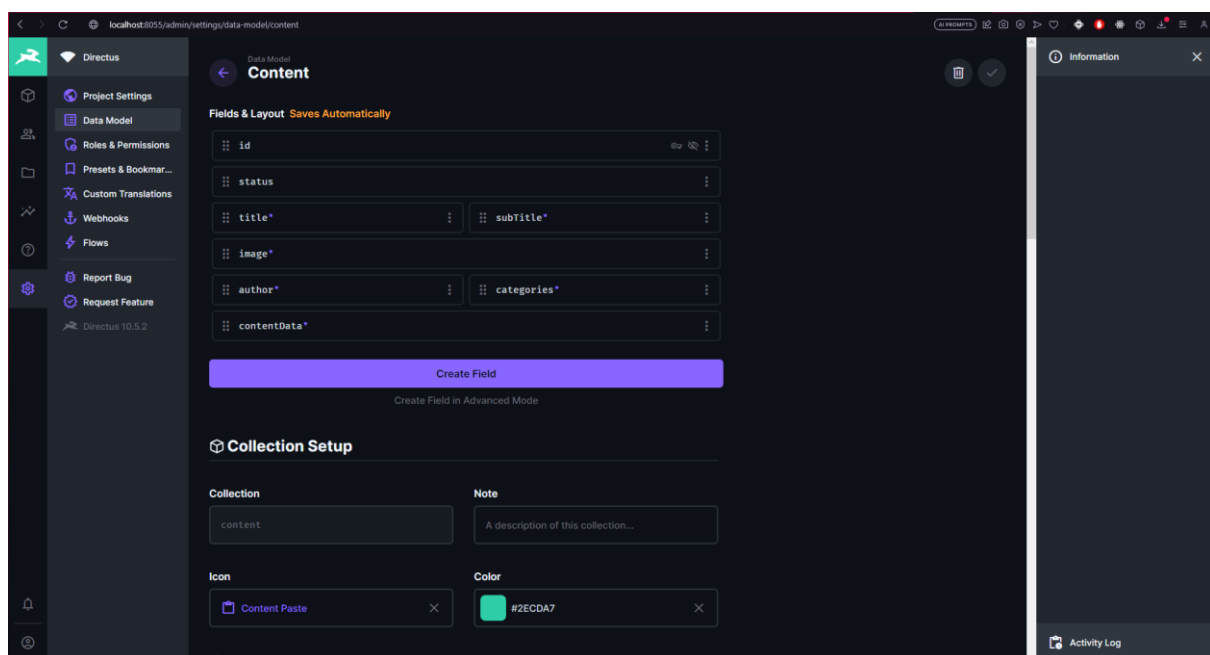 localhost:8055/admin/settings/data-model/content
AI PROMPTS
Directus
Project Settings
Data Model
Roles & Permissions
Presets & Bookmar...
Custom Translations
Webhooks
Flows
Report Bug
Request Feature
Directus 10.5.2
Data Model
Content
Fields & Layout Saves Automatically
id
status
title* subTitle*
image*
author* categories*
contentData*
Create Field
Create Field in Advanced Mode
Collection Setup
Collection Note
content A description of this collection...
Icon Color
Content Paste #2ECDA7
Information
Activity Log